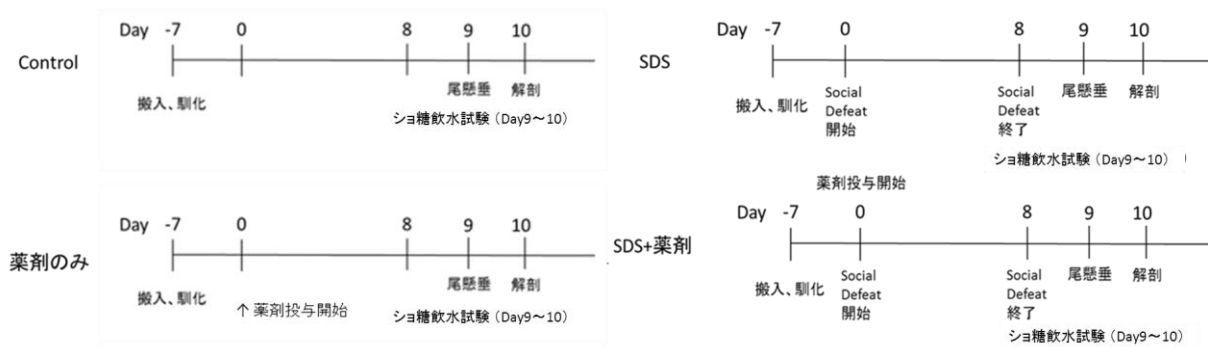 Day -7 0 8 9 10
Control
搬入、馴化
尾懸垂 解剖
ショ糖飲水試験（Day9～10）
Day -7 0 8 9 10
SDS
搬入、馴化
Social
Defeat
開始
Social
Defeat
終了
尾懸垂 解剖
ショ糖飲水試験（Day9～10）
Day -7 0 8 9 10
薬剤のみ
搬入、馴化
↑薬剤投与開始
尾懸垂 解剖
ショ糖飲水試験（Day9～10）
薬剤投与開始
Day -7 0 8 9 10
SDS+薬剤
搬入、馴化
Social
Defeat
開始
Social
Defeat
終了
尾懸垂 解剖
ショ糖飲水試験（Day9～10）